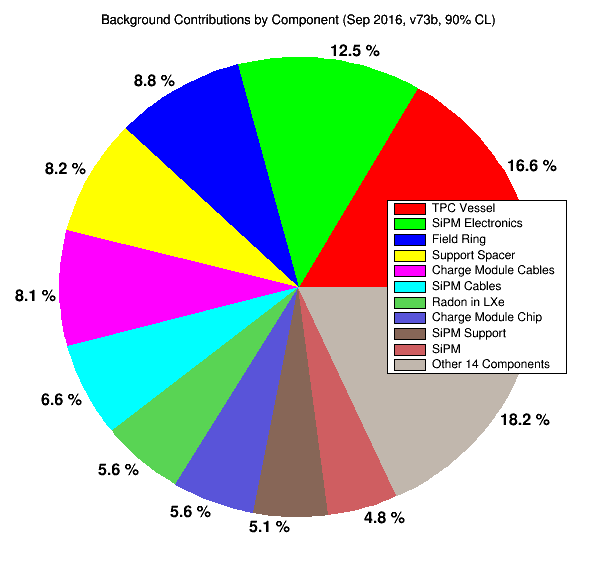 Background Contributions by Component (Sep 2016, v73b, 90% CL)
12.5 %
8.8 %
16.6 %
8.2 %
TPC Vessel
SiPM Electronics
Field Ring
Support Spacer
Charge Module Cables
SiPM Cables
Radon in LXe
Charge Module Chip
SiPM Support
SiPM
Other 14 Components
8.1 %
6.6 %
18.2 %
5.6 %
5.6 %
5.1 %
4.8 %